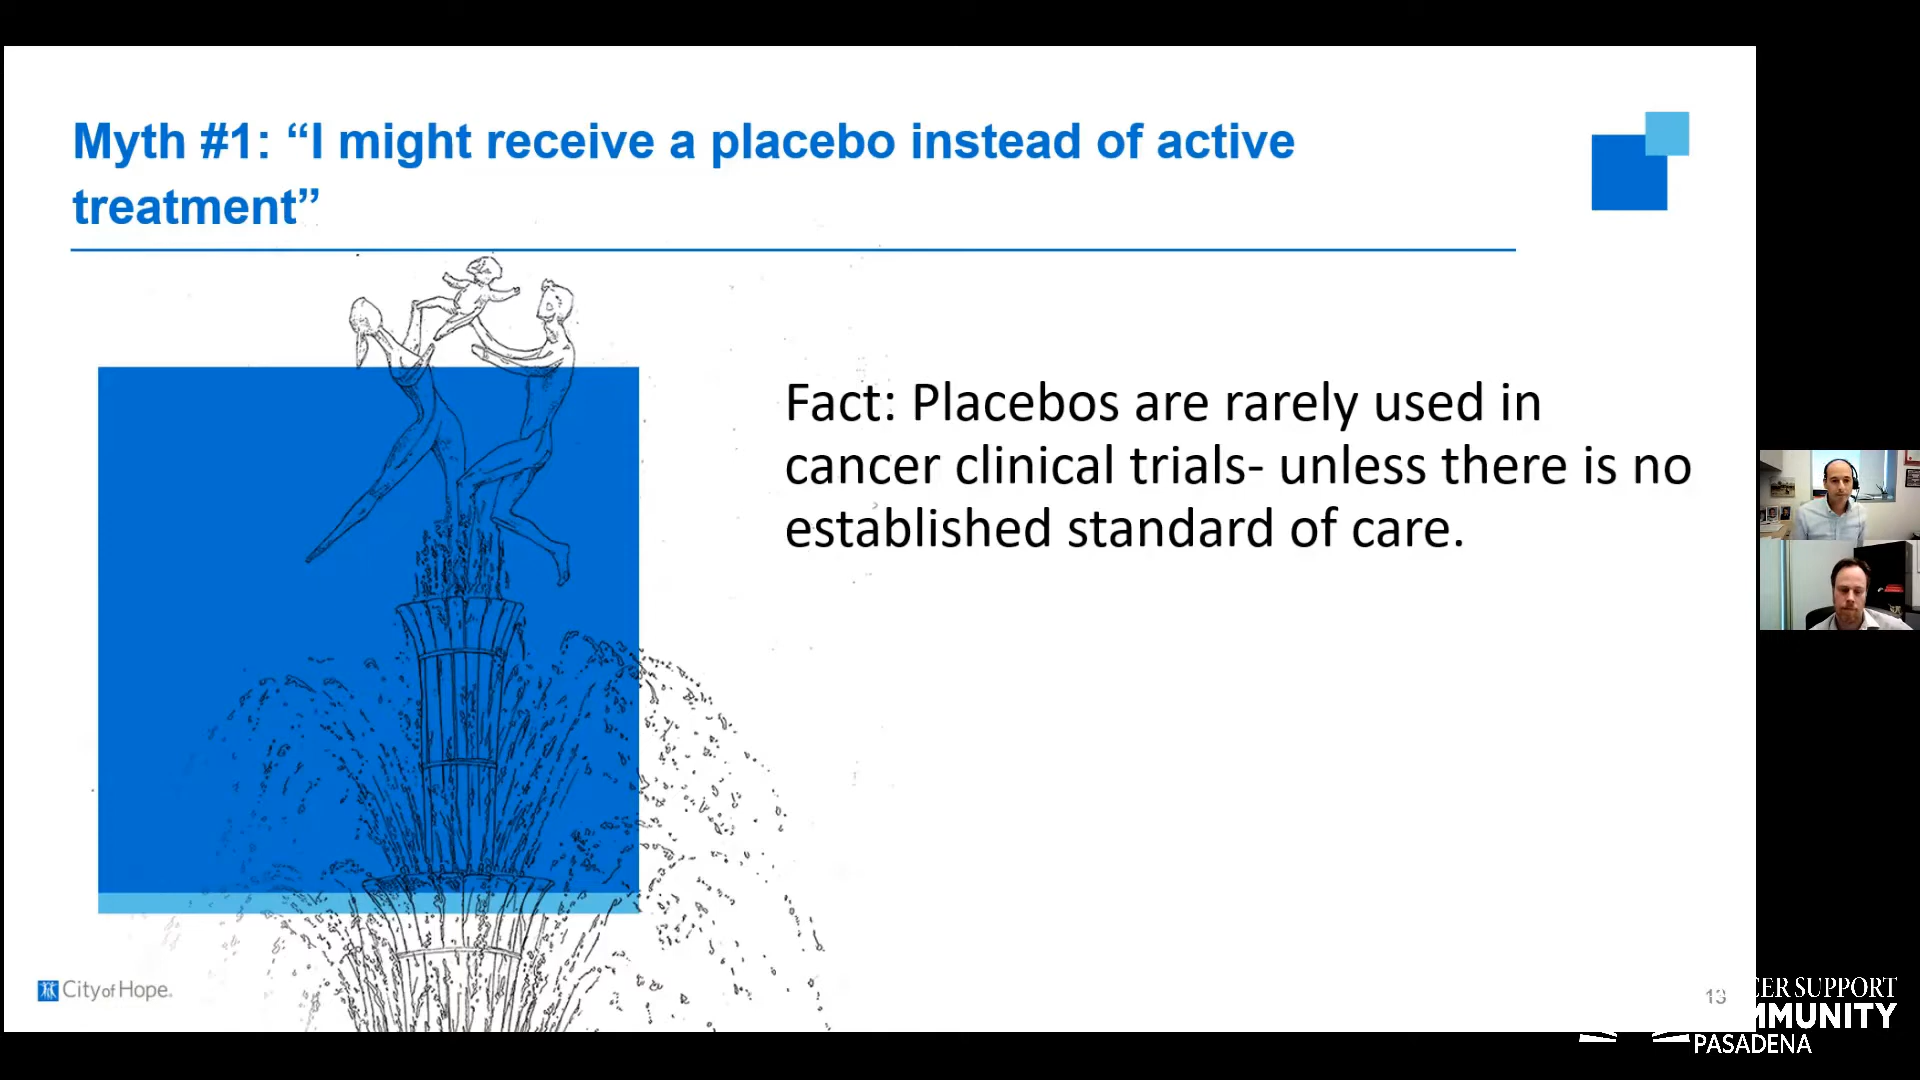 Myth #1: “I might receive a placebo instead of active
treatment”
Fact: Placebos are rarely used in
cancer clinical trials- unless there is no
established standard of care.
City of Hope.
13
CER SUPPORT
MMUNITY
PASADENA